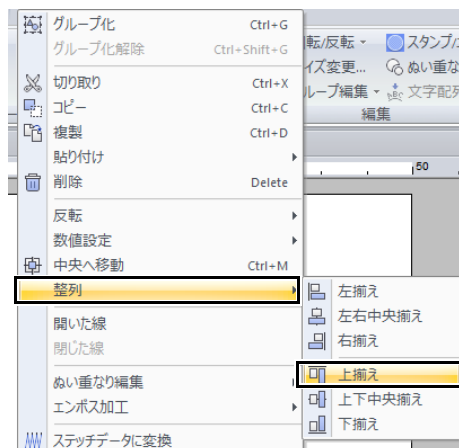 グループ化 Ctrl+G
グループ化解除 Ctrl+Shift+G
切り取り Ctrl+X
コピー Ctrl+C
複製 Ctrl+D
貼り付け
削除 Delete
反転
数値設定
中央へ移動 Ctrl+M
整列
開いた線
閉じた線
ぬい重なり編集
エンボス加工
ステッチデータに変換
転/反転
スタンプ/
イズ変更...
ぬい重な
ループ編集
文字配列
編集
50
左揃え
左右中央揃え
右揃え
上揃え
上下中央揃え
下揃え